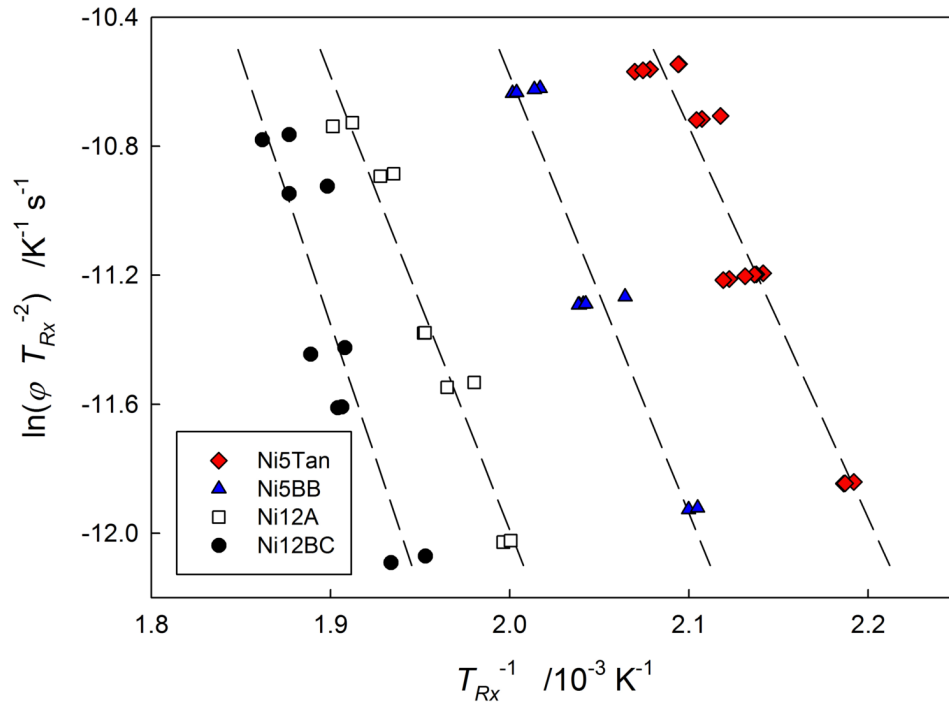 ln(φ T_Rx^-2) /K^-1 s^-1
-10.4
-10.8
-11.2
-11.6
-12.0
Ni5Tan
Ni5BB
Ni12A
Ni12BC
1.8 1.9 2.0 2.1 2.2
T_Rx^-1 /10^-3 K^-1